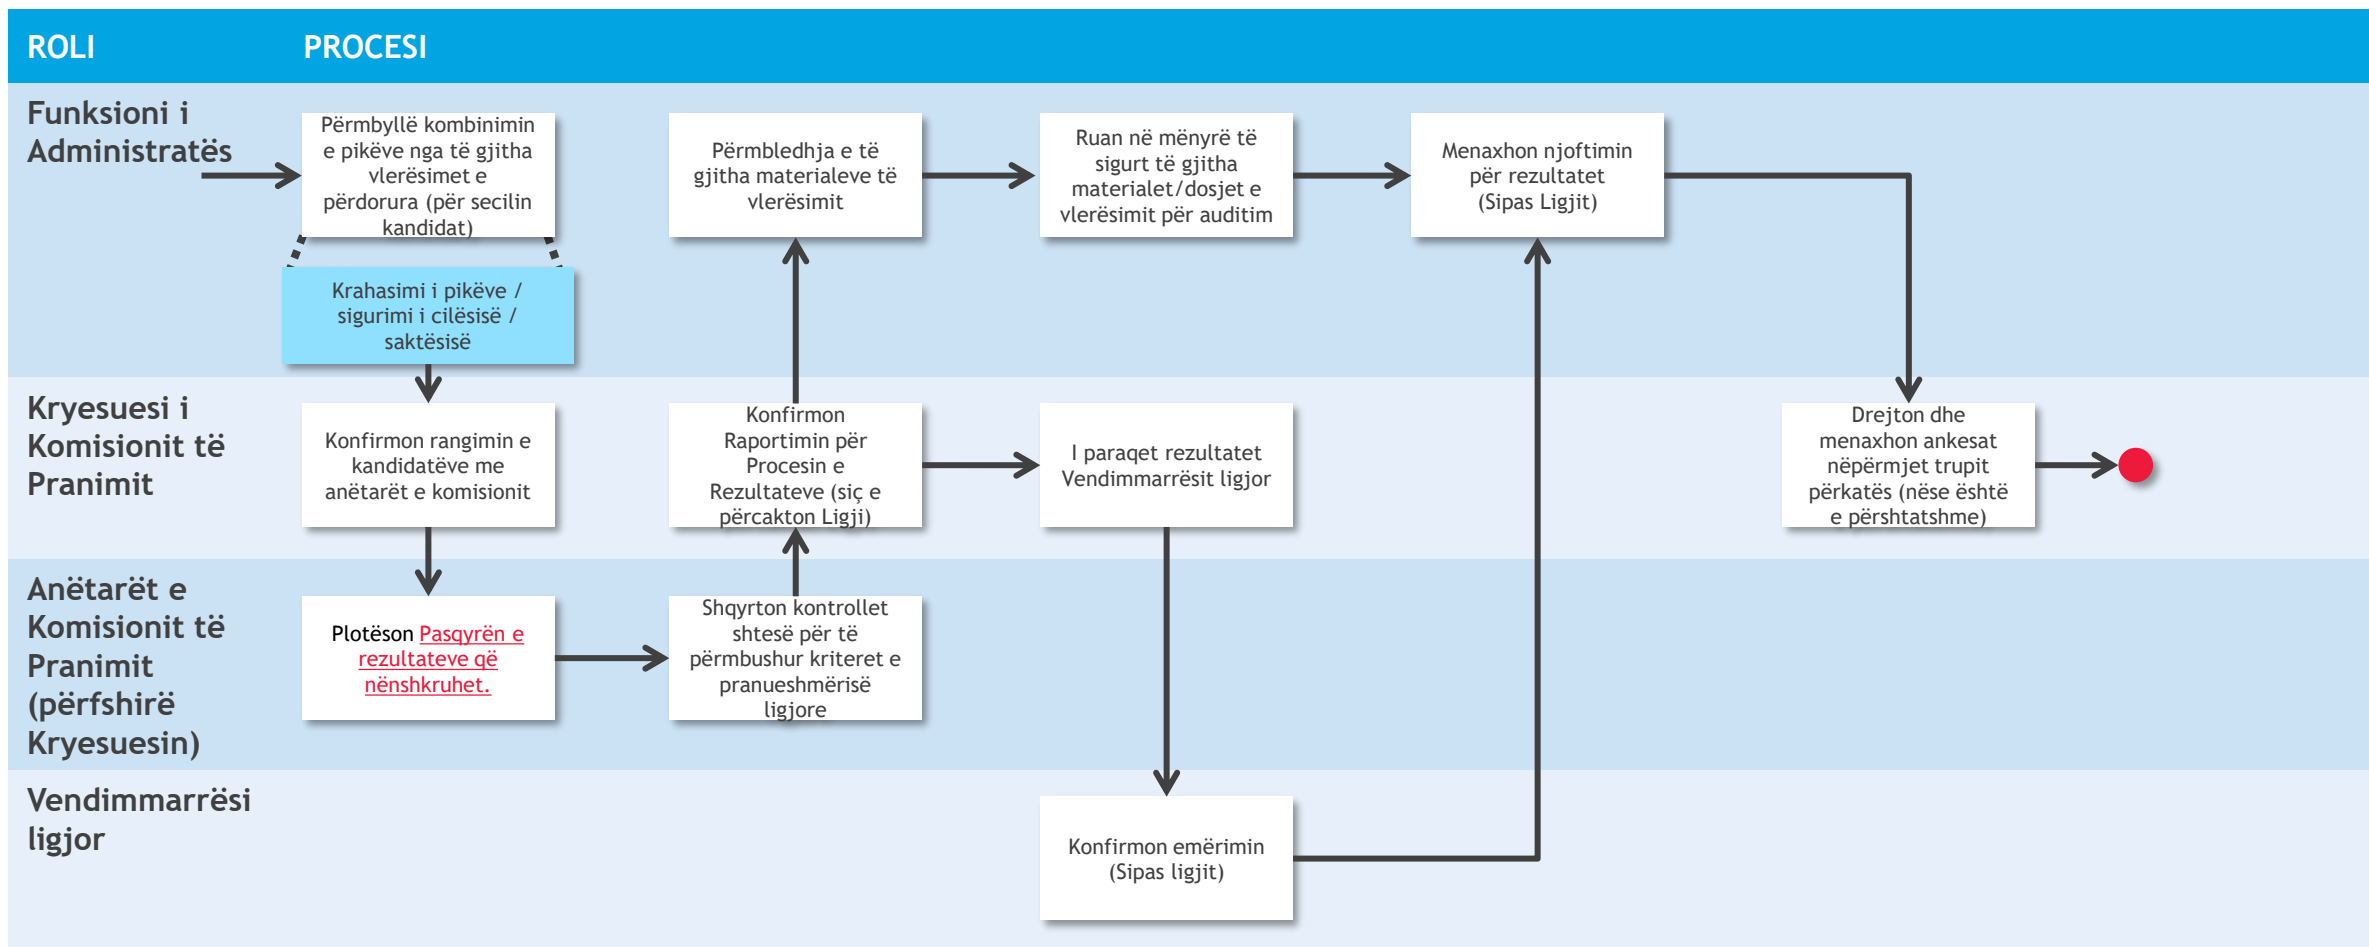 ROLI
PROCESI
Funksioni i
Administratës
Përmbyllë kombinimin
e pikëve nga të gjitha
vlerësimet e
përdorura (për secilin
kandidat)
Krahasimi i pikëve /
sigurimi i cilësisë /
saktësisë
Përmbledhja e të
gjitha materialeve të
vlerësimit
Ruan në mënyrë të
sigurt të gjitha
materialet/dosjet e
vlerësimit për auditim
Menaxhon njoftimin
për rezultatet
(Sipas Ligjit)
Kryesuesi i
Komisionit të
Pranimit
Konfirmon rangimin e
kandidatëve me
anëtarët e komisionit
Konfirmon
Raportimin për
Procesin e
Rezultateve (siç e
përcakton Ligji)
I paraqet rezultatet
Vendimmarrësit ligjor
Drejton dhe
menaxhon ankesat
nëpërmjet trupit
përkatës (nëse është
e përshtatshme)
Anëtarët e
Komisionit të
Pranimit
(përfshirë
Kryesuesin)
Plotëson Pasqyrën e
rezultateve që
nënshkruhet.
Shqyrton kontrollet
shtesë për të
përmbushur kriteret e
pranueshmërisë
ligjore
Vendimmarrësi
ligjor
Konfirmon emërimin
(Sipas ligjit)